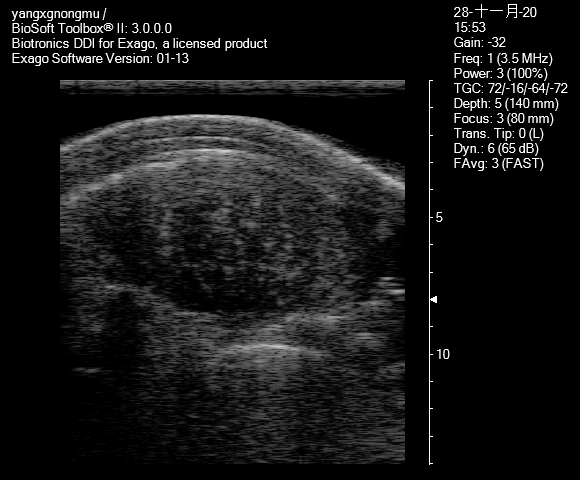 yangxgnongmu /
BioSoft Toolbox® II: 3.0.0.0
Biotronics DDI for Exago, a licensed product
Exago Software Version: 01-13
28-十一月-20
15:53
Gain: -32
Freq: 1 (3.5 MHz)
Power: 3 (100%)
TGC: 72/-16/-64/-72
Depth: 5 (140 mm)
Focus: 3 (80 mm)
Trans. Tip: 0 (L)
Dyn.: 6 (65 dB)
FAvg: 3 (FAST)
5
10